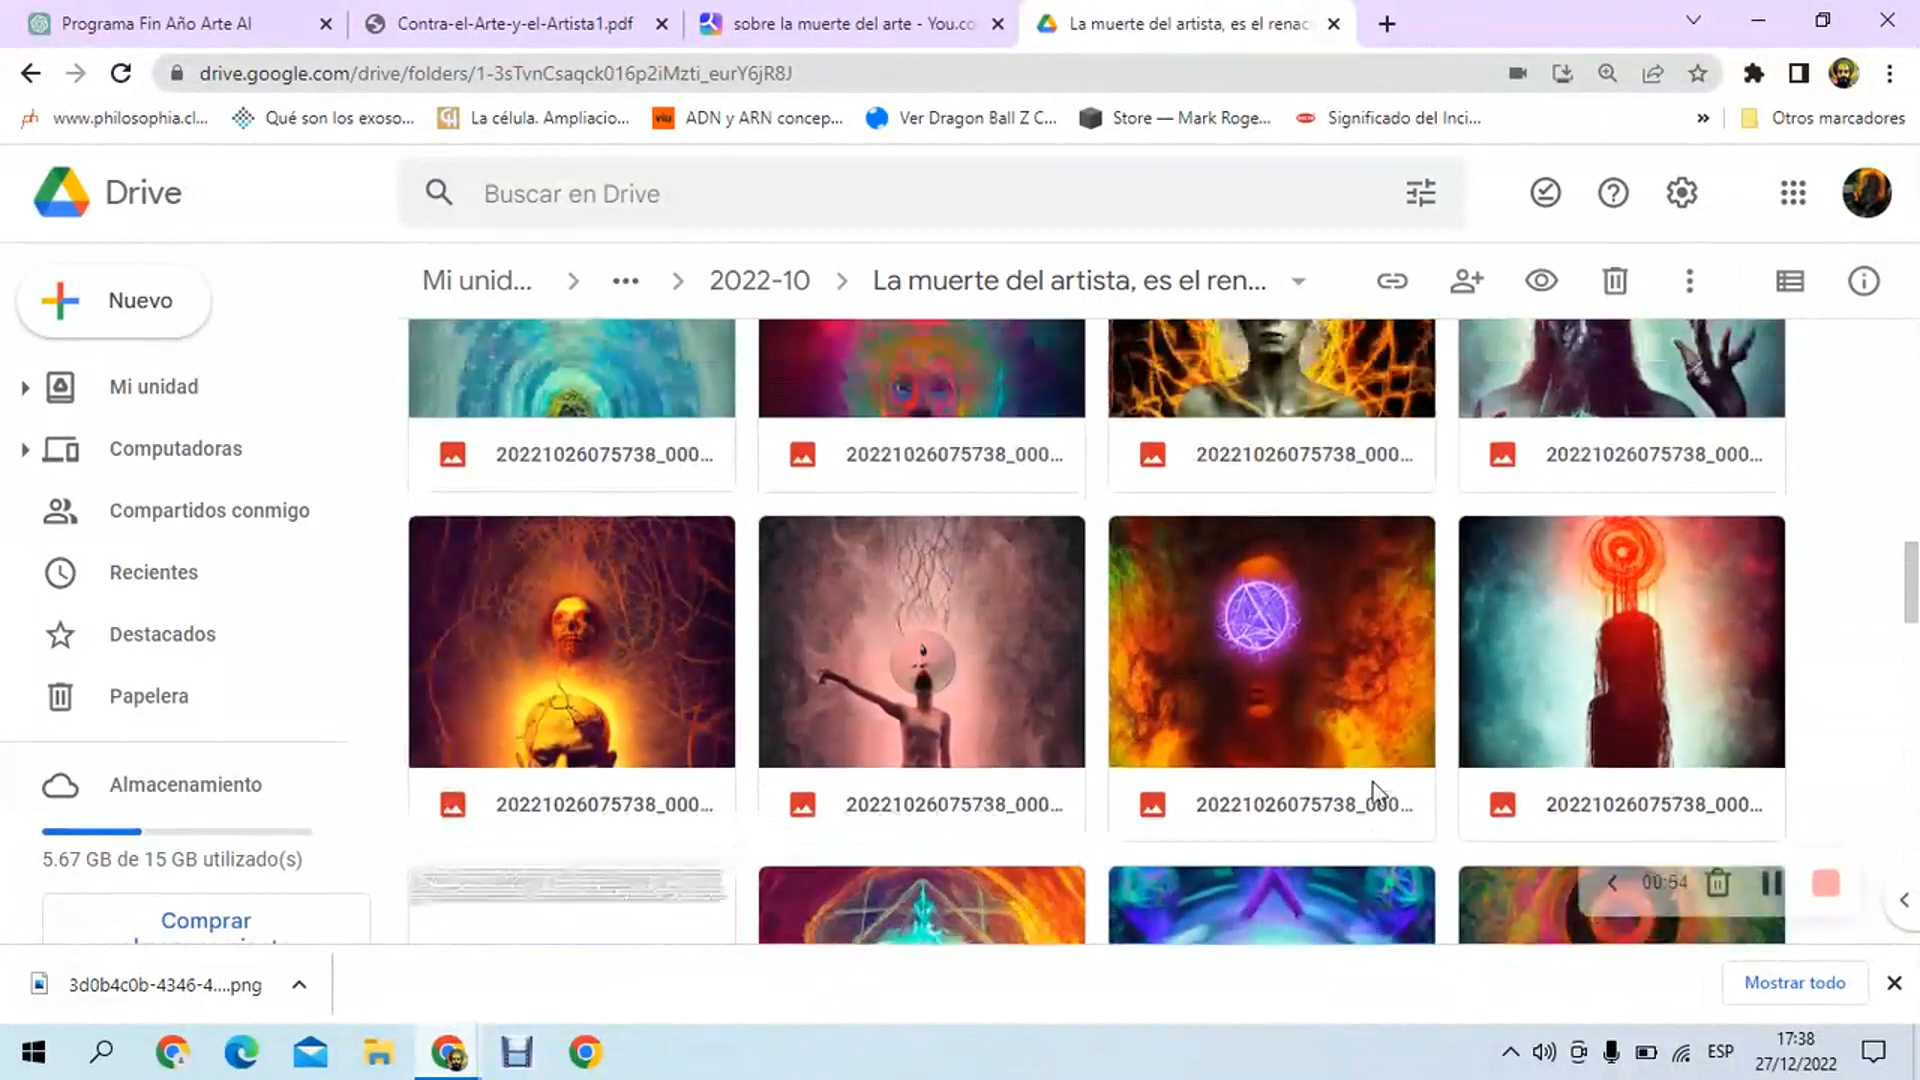 Programa Fin Año Arte AI
Contra-el-Arte-y-el-Artista1.pdf
sobre la muerte del arte - You.co
La muerte del artista, es el renac
drive.google.com/drive/folders/1-3sTvnCsaqck016p2iMzti_eurY6jR8J
www.philosophia.cl...
Qué son los exoso...
La célula. Ampliacio...
viu
ADN y ARN concep...
Ver Dragon Ball Z C...
Store — Mark Roge...
Significado del Inci...
»
Otros marcadores
Drive
Buscar en Drive
Nuevo
Mi unid...
2022-10
La muerte del artista, es el ren...
Mi unidad
Computadoras
Compartidos conmigo
Recientes
Destacados
Papelera
Almacenamiento
5.67 GB de 15 GB utilizado(s)
Comprar
20221026075738_000...
20221026075738_000...
20221026075738_000...
20221026075738_000...
20221026075738_000...
20221026075738_000...
20221026075738_000...
20221026075738_000...
00:54
3d0b4c0b-4346-4....png
Mostrar todo
ESP
17:38
27/12/2022